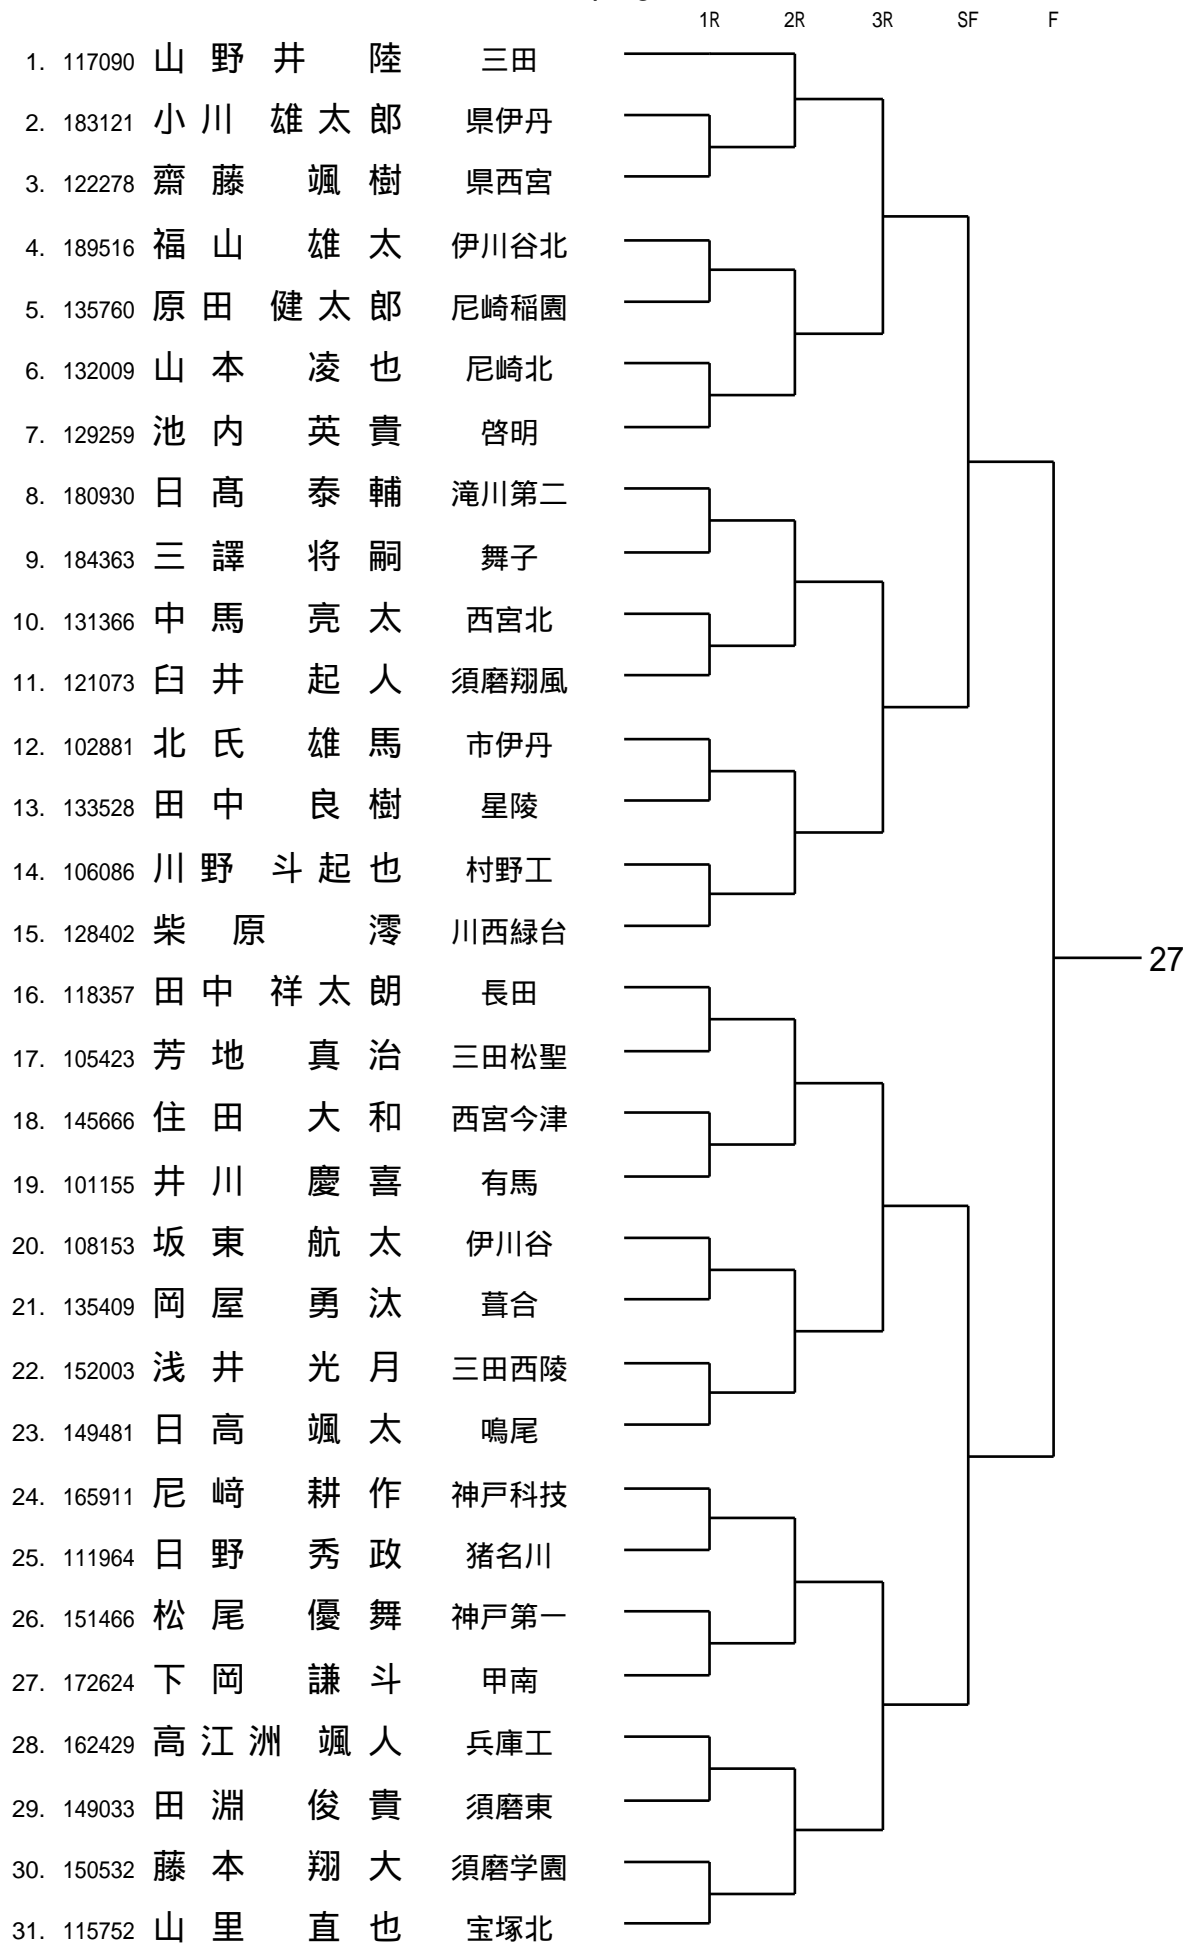 1R 2R 3R SF F
1. 117090 山野井 陸 三田
2. 183121 小川 雄太郎 県伊丹
3. 122278 齋藤 颯樹 県西宮
4. 189516 福山 雄太 伊川谷北
5. 135760 原田 健太郎 尼崎稲園
6. 132009 山本 凌也 尼崎北
7. 129259 池内 英貴 啓明
8. 180930 日髙 泰輔 滝川第二
9. 184363 三譯 将嗣 舞子
10. 131366 中馬 亮太 西宮北
11. 121073 臼井 起人 須磨翔風
12. 102881 北氏 雄馬 市伊丹
13. 133528 田中 良樹 星陵
14. 106086 川野 斗起也 村野工
15. 128402 柴原 澪 川西緑台
27
16. 118357 田中 祥太朗 長田
17. 105423 芳地 真治 三田松聖
18. 145666 住田 大和 西宮今津
19. 101155 井川 慶喜 有馬
20. 108153 坂東 航太 伊川谷
21. 135409 岡屋 勇汰 葺合
22. 152003 浅井 光月 三田西陵
23. 149481 日高 颯太 鳴尾
24. 165911 尼﨑 耕作 神戸科技
25. 111964 日野 秀政 猪名川
26. 151466 松尾 優舞 神戸第一
27. 172624 下岡 謙斗 甲南
28. 162429 高江洲 颯人 兵庫工
29. 149033 田淵 俊貴 須磨東
30. 150532 藤本 翔大 須磨学園
31. 115752 山里 直也 宝塚北